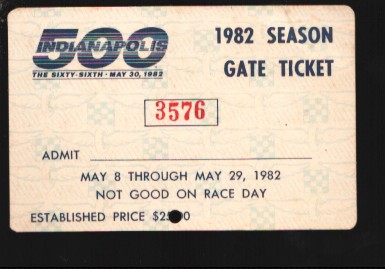 INDIANAPOLIS
500
THE SIXTY-SIXTH · MAY 30, 1982
1982 SEASON
GATE TICKET
3576
ADMIT
MAY 8 THROUGH MAY 29, 1982
NOT GOOD ON RACE DAY
ESTABLISHED PRICE